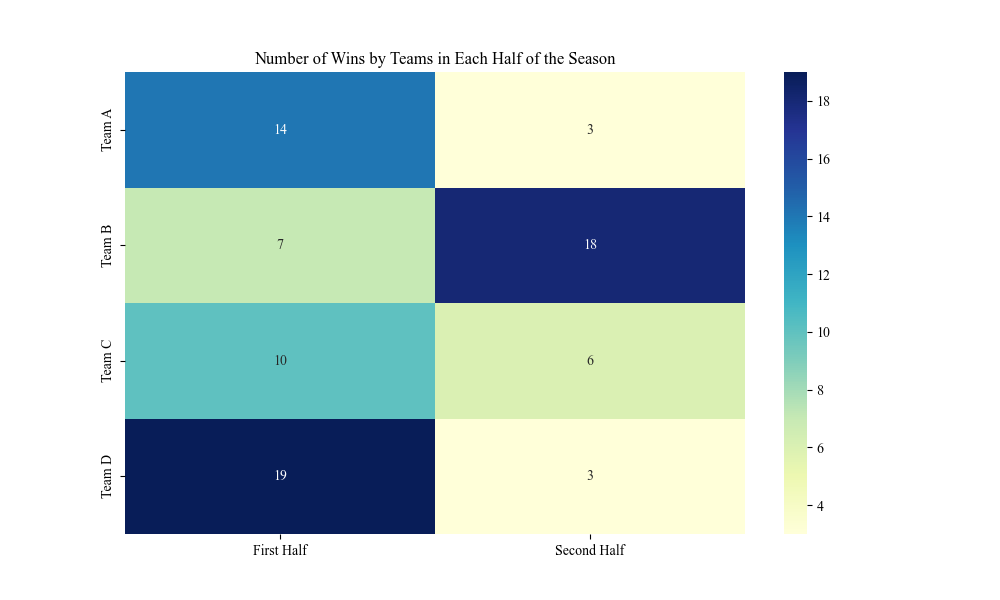 Number of Wins by Teams in Each Half of the Season
Team A
14
3
Team B
7
18
Team C
10
6
Team D
19
3
First Half
Second Half
18
16
14
12
10
8
6
4